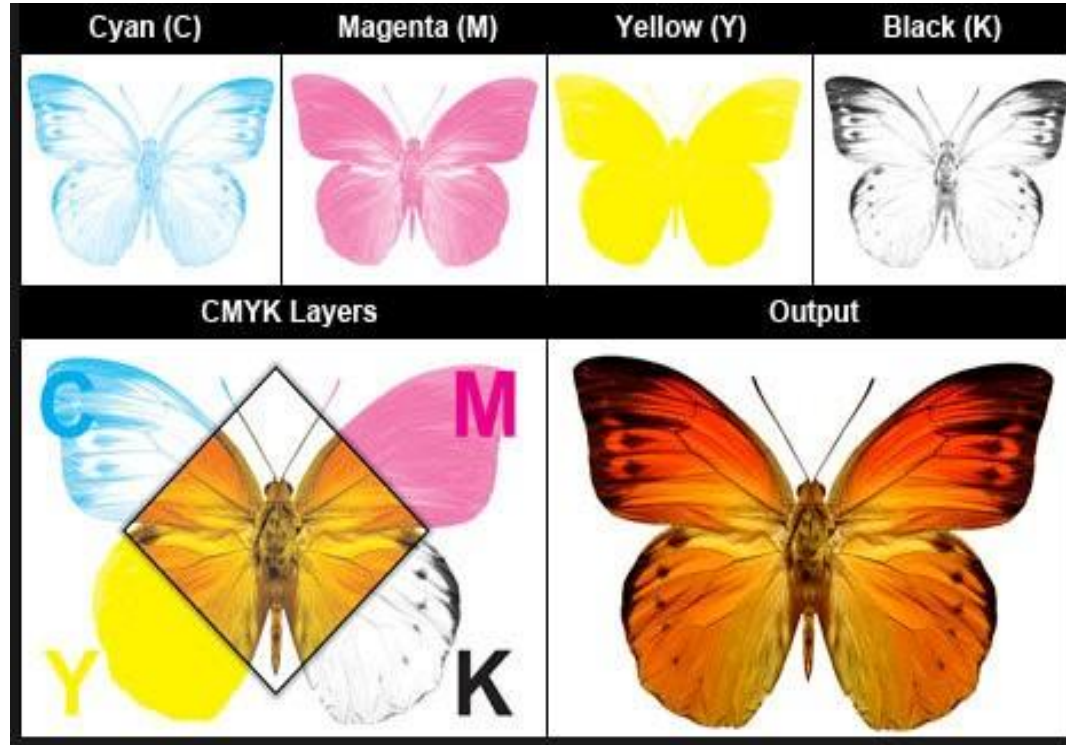 Cyan (C)
Magenta (M)
Yellow (Y)
Black (K)
CMYK Layers
Output
C
M
Y
K